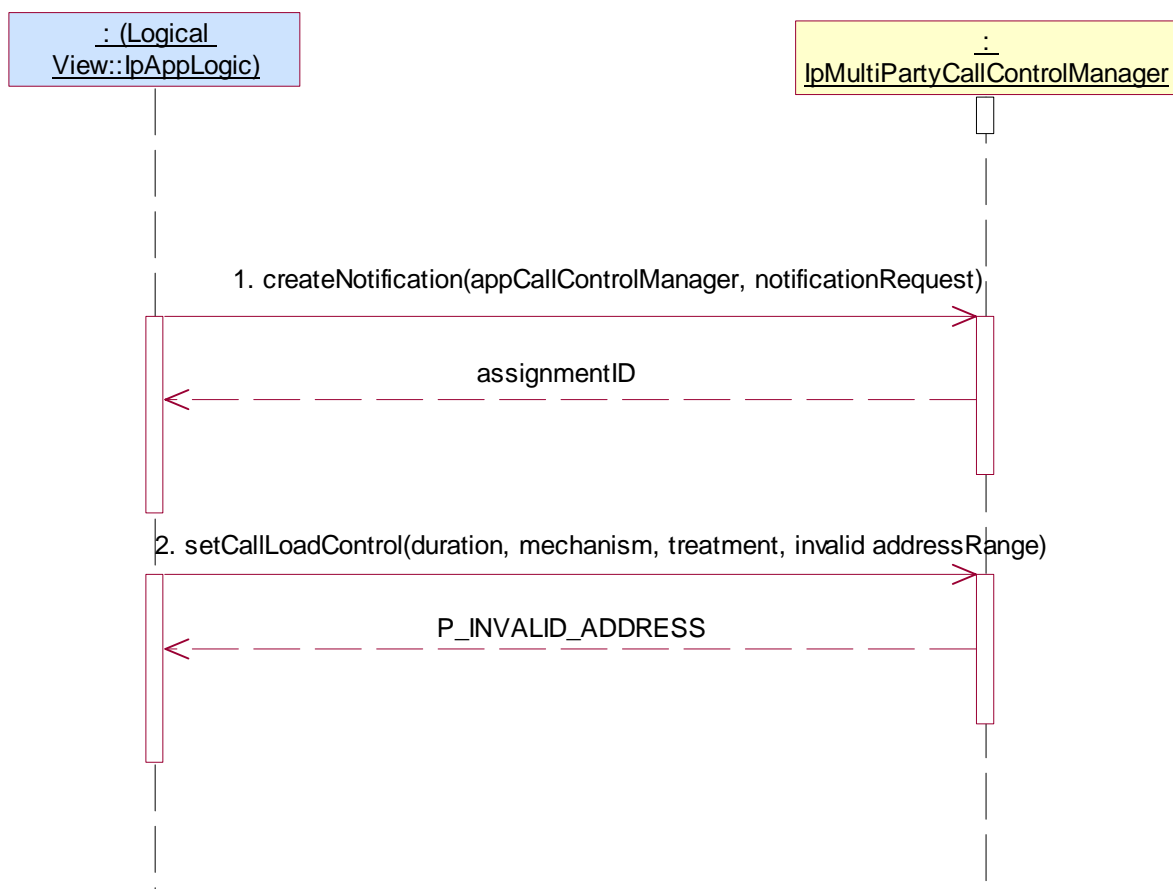 : (Logical
View::IpAppLogic)
:
IpMultiPartyCallControlManager
1. createNotification(appCallControlManager, notificationRequest)
assignmentID
2. setCallLoadControl(duration, mechanism, treatment, invalid addressRange)
P_INVALID_ADDRESS